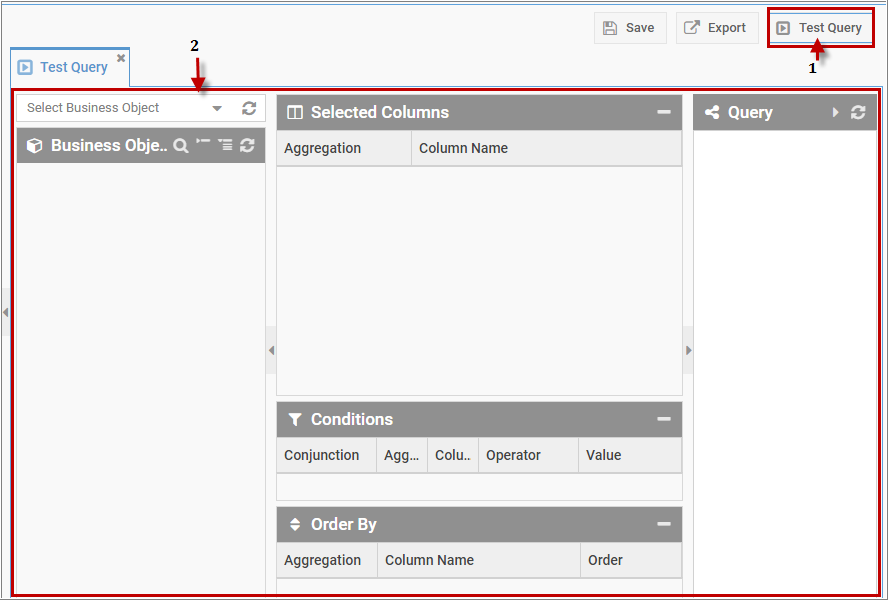 Save Export Test Query
2
1
Test Query
Select Business Object
Business Obje..
Selected Columns
Aggregation Column Name
Conditions
Conjunction Agg... Colu.. Operator Value
Order By
Aggregation Column Name Order
Query